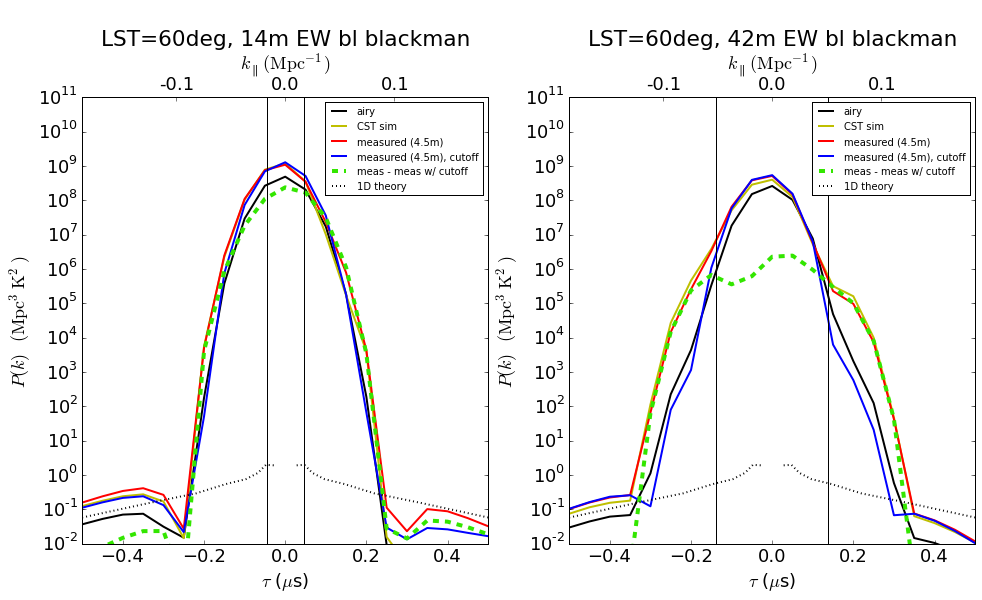 LST=60deg, 14m EW bl blackman
k∥ (Mpc⁻¹)
-0.1 0.0 0.1
10¹¹
10¹⁰
10⁹
10⁸
10⁷
10⁶
10⁵
10⁴
10³
10²
10¹
10⁰
10⁻¹
10⁻²
P(k) (Mpc³ K²)
airy
CST sim
measured (4.5m)
measured (4.5m), cutoff
meas - meas w/ cutoff
1D theory
−0.4 −0.2 0.0 0.2 0.4
τ (μs)
LST=60deg, 42m EW bl blackman
k∥ (Mpc⁻¹)
-0.1 0.0 0.1
10¹¹
10¹⁰
10⁹
10⁸
10⁷
10⁶
10⁵
10⁴
10³
10²
10¹
10⁰
10⁻¹
10⁻²
P(k) (Mpc³ K²)
airy
CST sim
measured (4.5m)
measured (4.5m), cutoff
meas - meas w/ cutoff
1D theory
−0.4 −0.2 0.0 0.2 0.4
τ (μs)